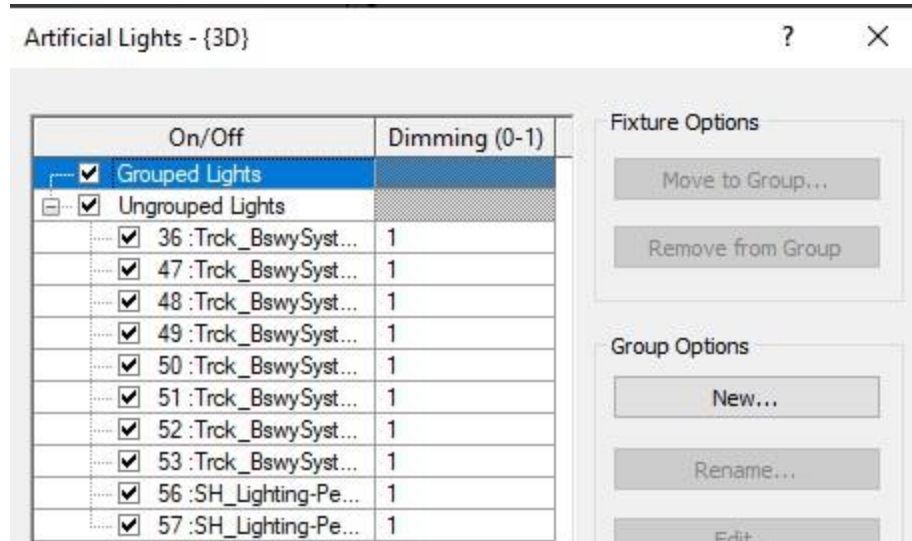 Artificial Lights - {3D} ? X
On/Off Dimming (0-1)
Grouped Lights
Ungrouped Lights
36 :Trck_BswySyst... 1
47 :Trck_BswySyst... 1
48 :Trck_BswySyst... 1
49 :Trck_BswySyst... 1
50 :Trck_BswySyst... 1
51 :Trck_BswySyst... 1
52 :Trck_BswySyst... 1
53 :Trck_BswySyst... 1
56 :SH_Lighting-Pe... 1
57 :SH_Lighting-Pe... 1
Fixture Options
Move to Group...
Remove from Group
Group Options
New...
Rename...
Edit...